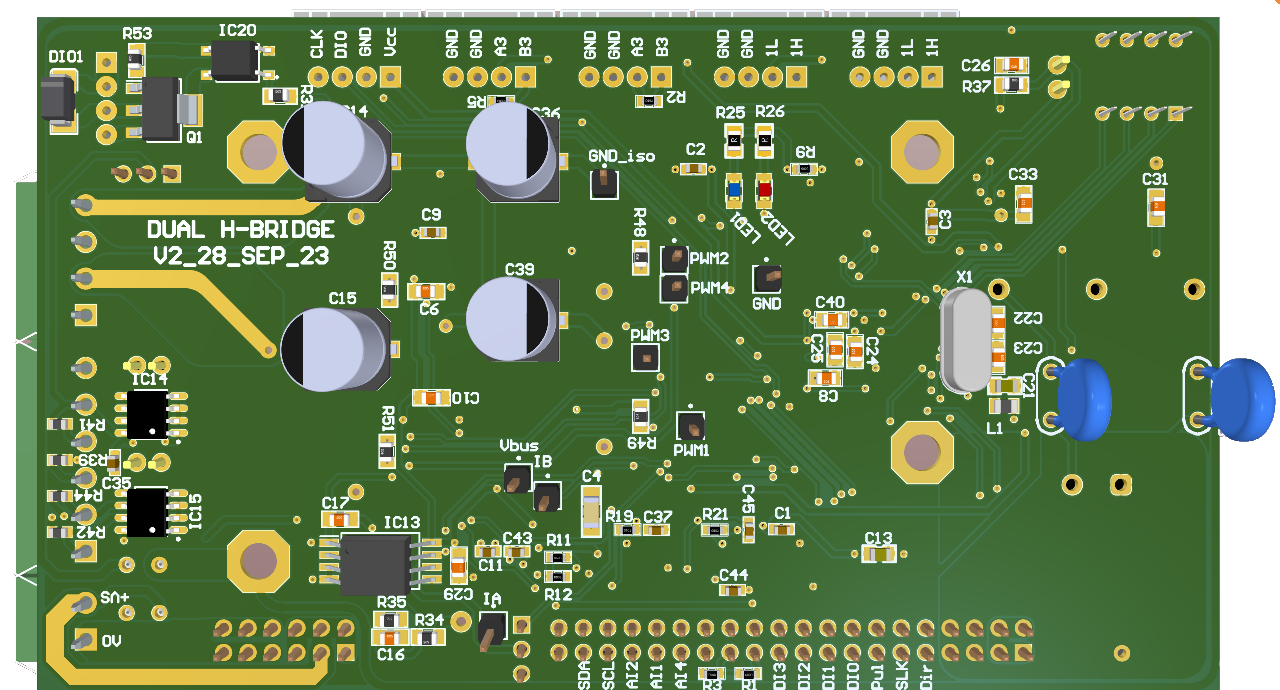 R53
IC20
DIO1
Q1
CLK
DIO
GND
Vcc
GND
GND
A3
B3
GND
GND
A3
B3
GND
GND
1L
1H
GND
GND
1L
1H
C26
R37
R5
R2
C36
R25
R26
C2
R9
GND_iso
C33
C31
C3
LED1
LED2
DUAL H-BRIDGE
V2_28_SEP_23
C9
R48
R50
PWM2
PWM4
C39
C6
GND
X1
C15
C40
C22
PWM3
C25
C24
C23
IC14
C8
C21
C10
R41
R51
R49
PWM1
L1
R39
Vbus
IB
C35
C4
R44
IC15
C17
IC13
R19
C37
R21
C45
C1
R42
C11
C43
R11
C13
C29
R12
C44
5V+
R35
IA
R34
0V
C16
SDA
SCL
AI2
AI1
AI4
DI3
DI2
DI1
DI0
Pul
SLK
Dir